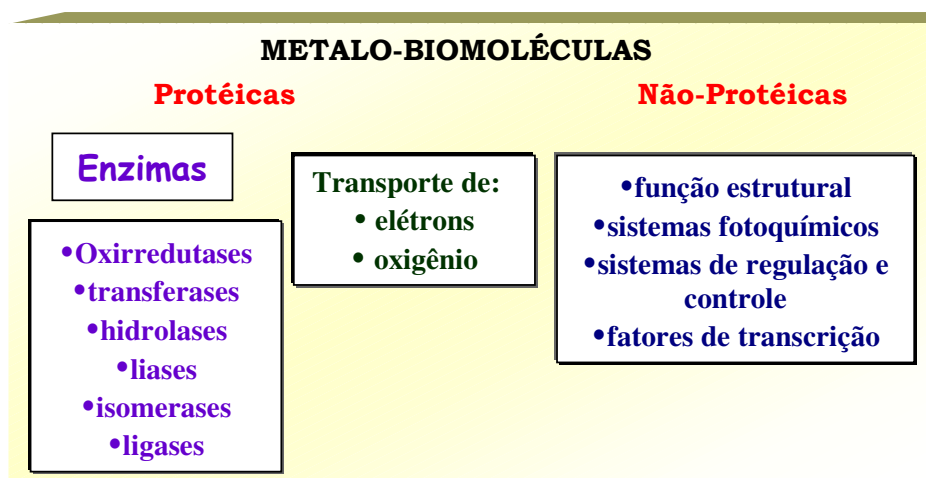 METALO-BIOMOLÉCULAS
Protéicas
Não-Protéicas
Enzimas
•Oxirredutases
•transferases
•hidrolases
•liases
•isomerases
•ligases
Transporte de:
• elétrons
• oxigênio
•função estrutural
•sistemas fotoquímicos
•sistemas de regulação e
controle
•fatores de transcrição